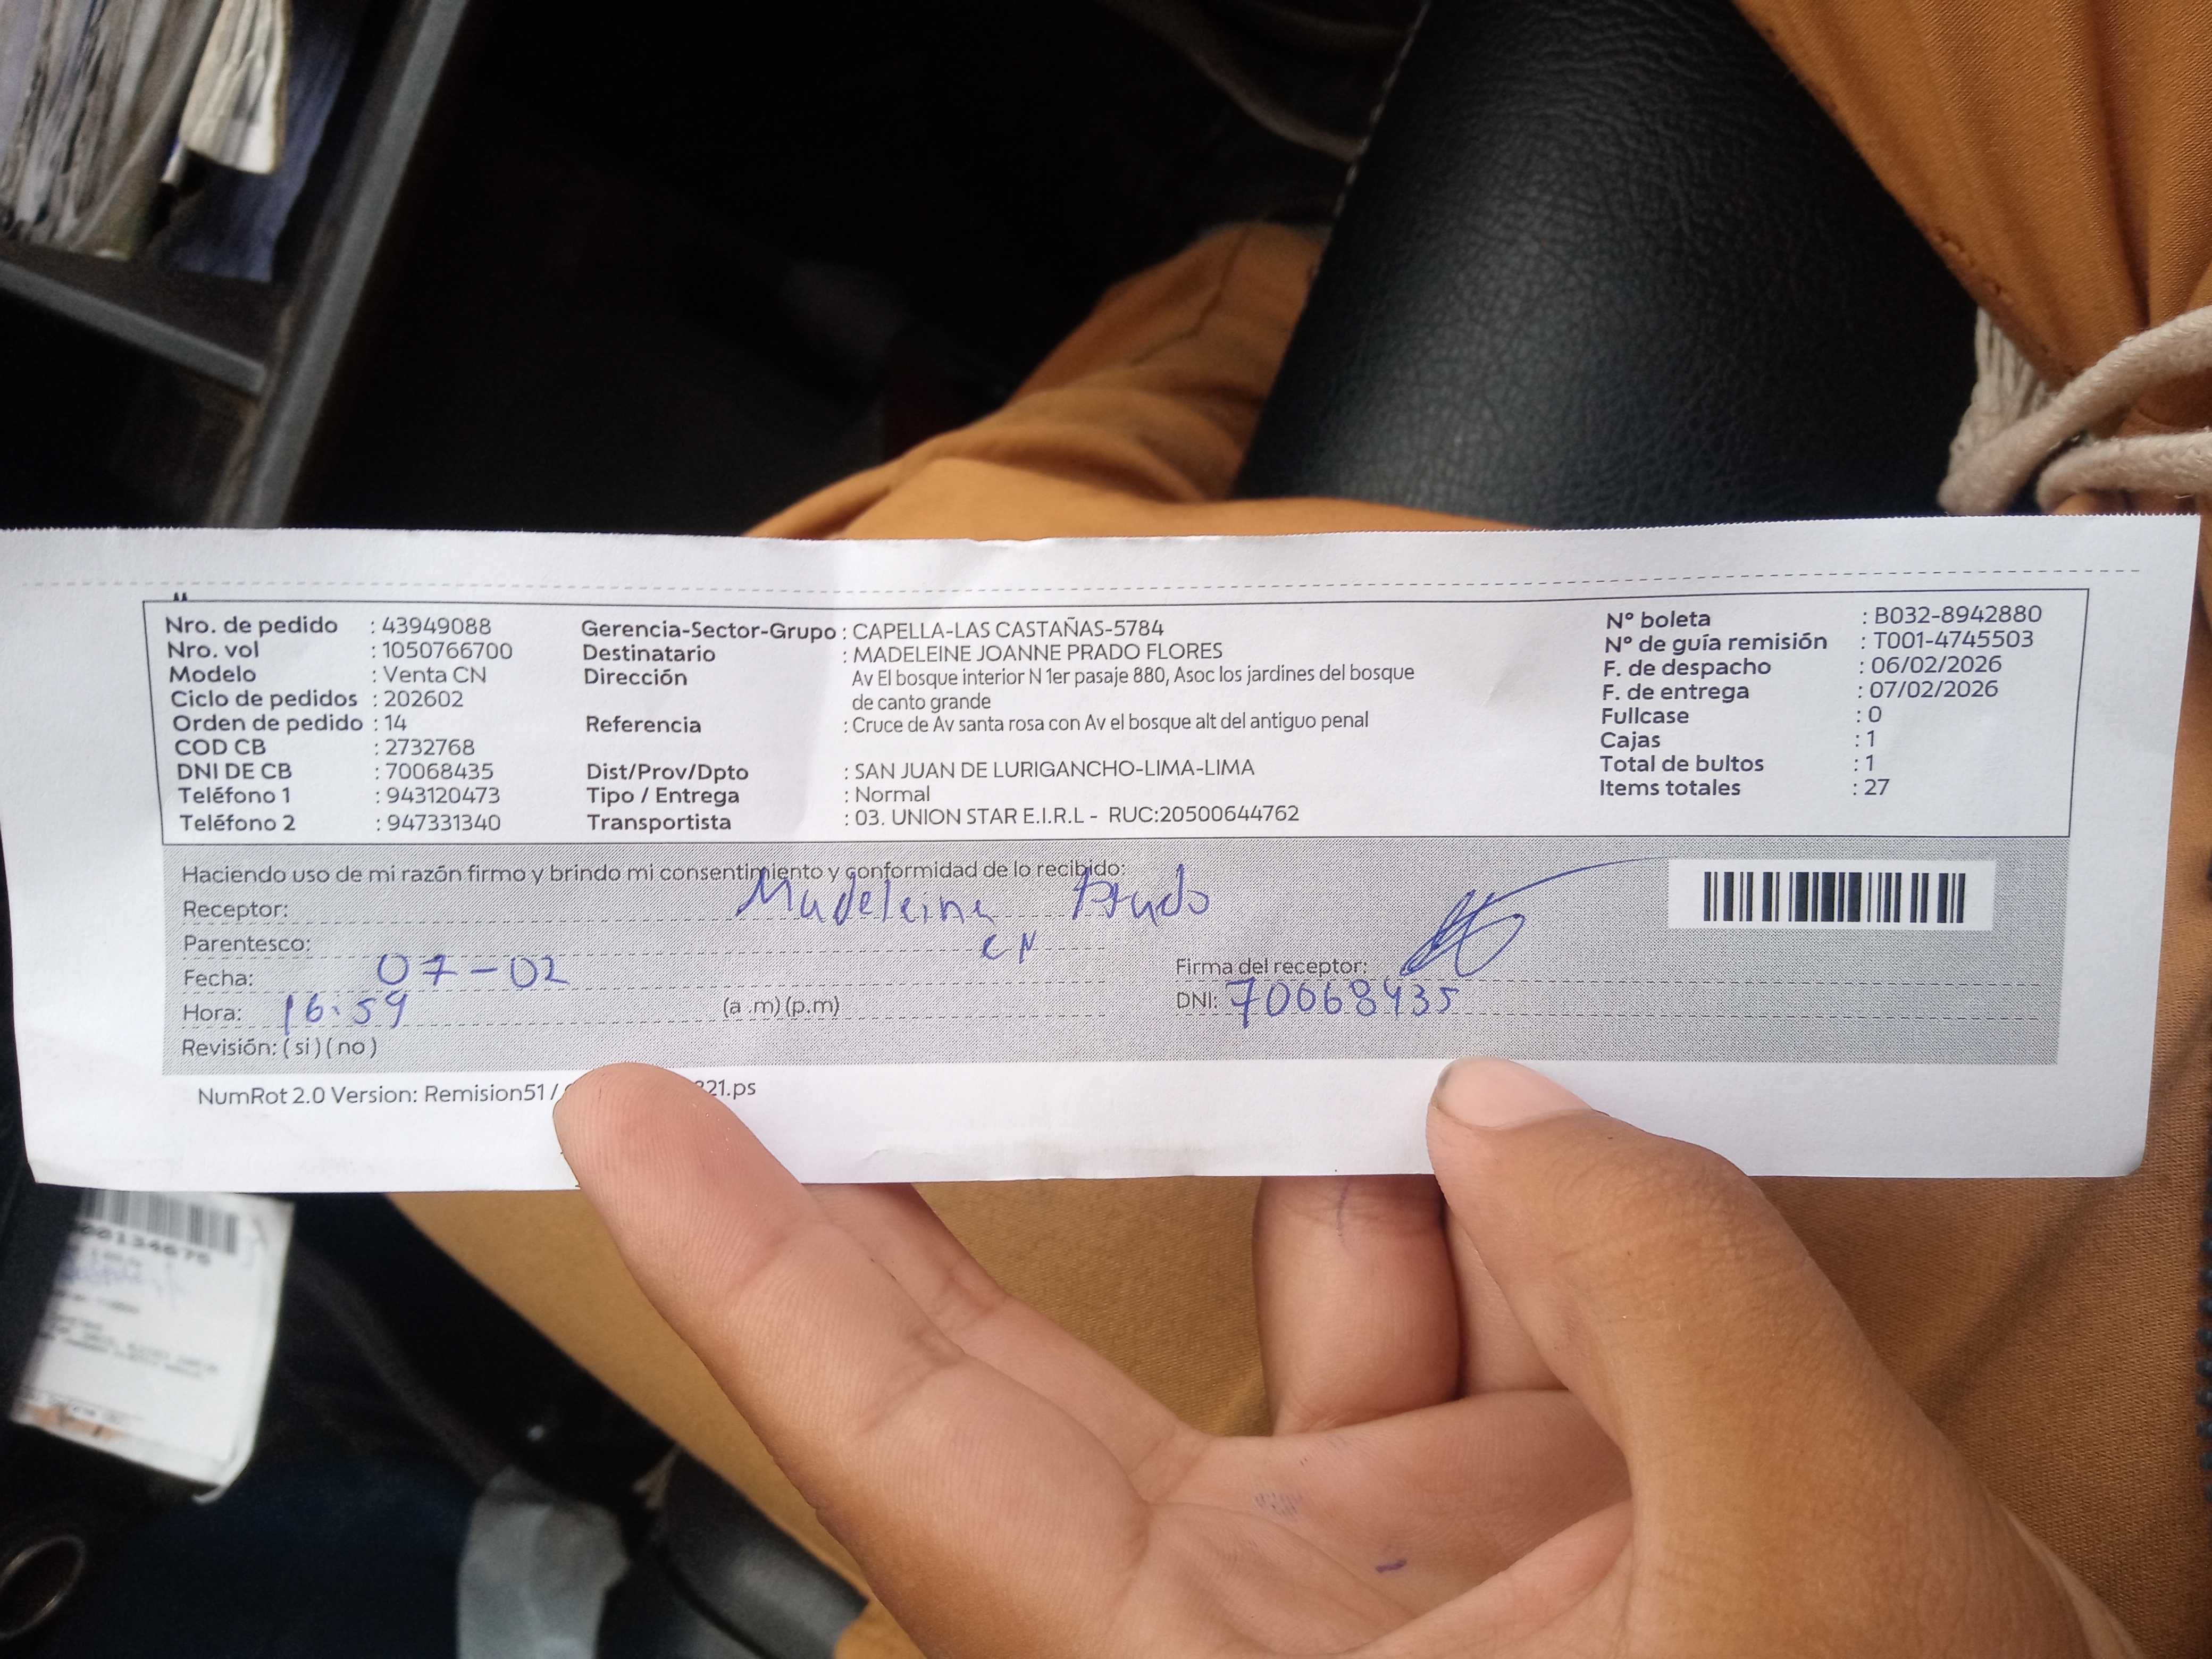 Nro. de pedido : 43949088
Nro. vol : 1050766700
Modelo : Venta CN
Ciclo de pedidos : 202602
Orden de pedido : 14
COD CB : 2732768
DNI DE CB : 70068435
Teléfono 1 : 943120473
Teléfono 2 : 947331340
Gerencia-Sector-Grupo : CAPELLA-LAS CASTAÑAS-5784
Destinatario : MADELEINE JOANNE PRADO FLORES
Dirección Av El bosque interior N 1er pasaje 880, Asoc los jardines del bosque
de canto grande
Referencia : Cruce de Av santa rosa con Av el bosque alt del antiguo penal
Dist/Prov/Dpto : SAN JUAN DE LURIGANCHO-LIMA-LIMA
Tipo / Entrega : Normal
Transportista : 03. UNION STAR E.I.R.L - RUC:20500644762
N° boleta : B032-8942880
N° de guía remisión : T001-4745503
F. de despacho : 06/02/2026
F. de entrega : 07/02/2026
Fullcase : 0
Cajas : 1
Total de bultos : 1
Items totales : 27
Haciendo uso de mi razón firmo y brindo mi consentimiento y conformidad de lo recibido:
Receptor: Madeleine Prado
Parentesco: CN
Fecha: 07-02
Hora: 16:59 (a .m) (p.m)
Revisión: ( si ) ( no )
Firma del receptor:
DNI: 70068435
NumRot 2.0 Version: Remision51 / 21.ps